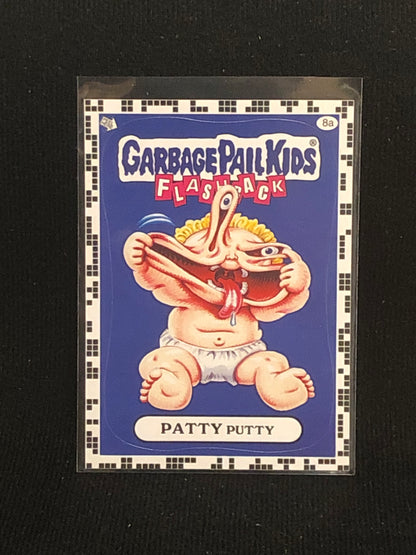 8a
GARBAGE PAIL KIDS®
FLASHBACK
PATTY PUTTY